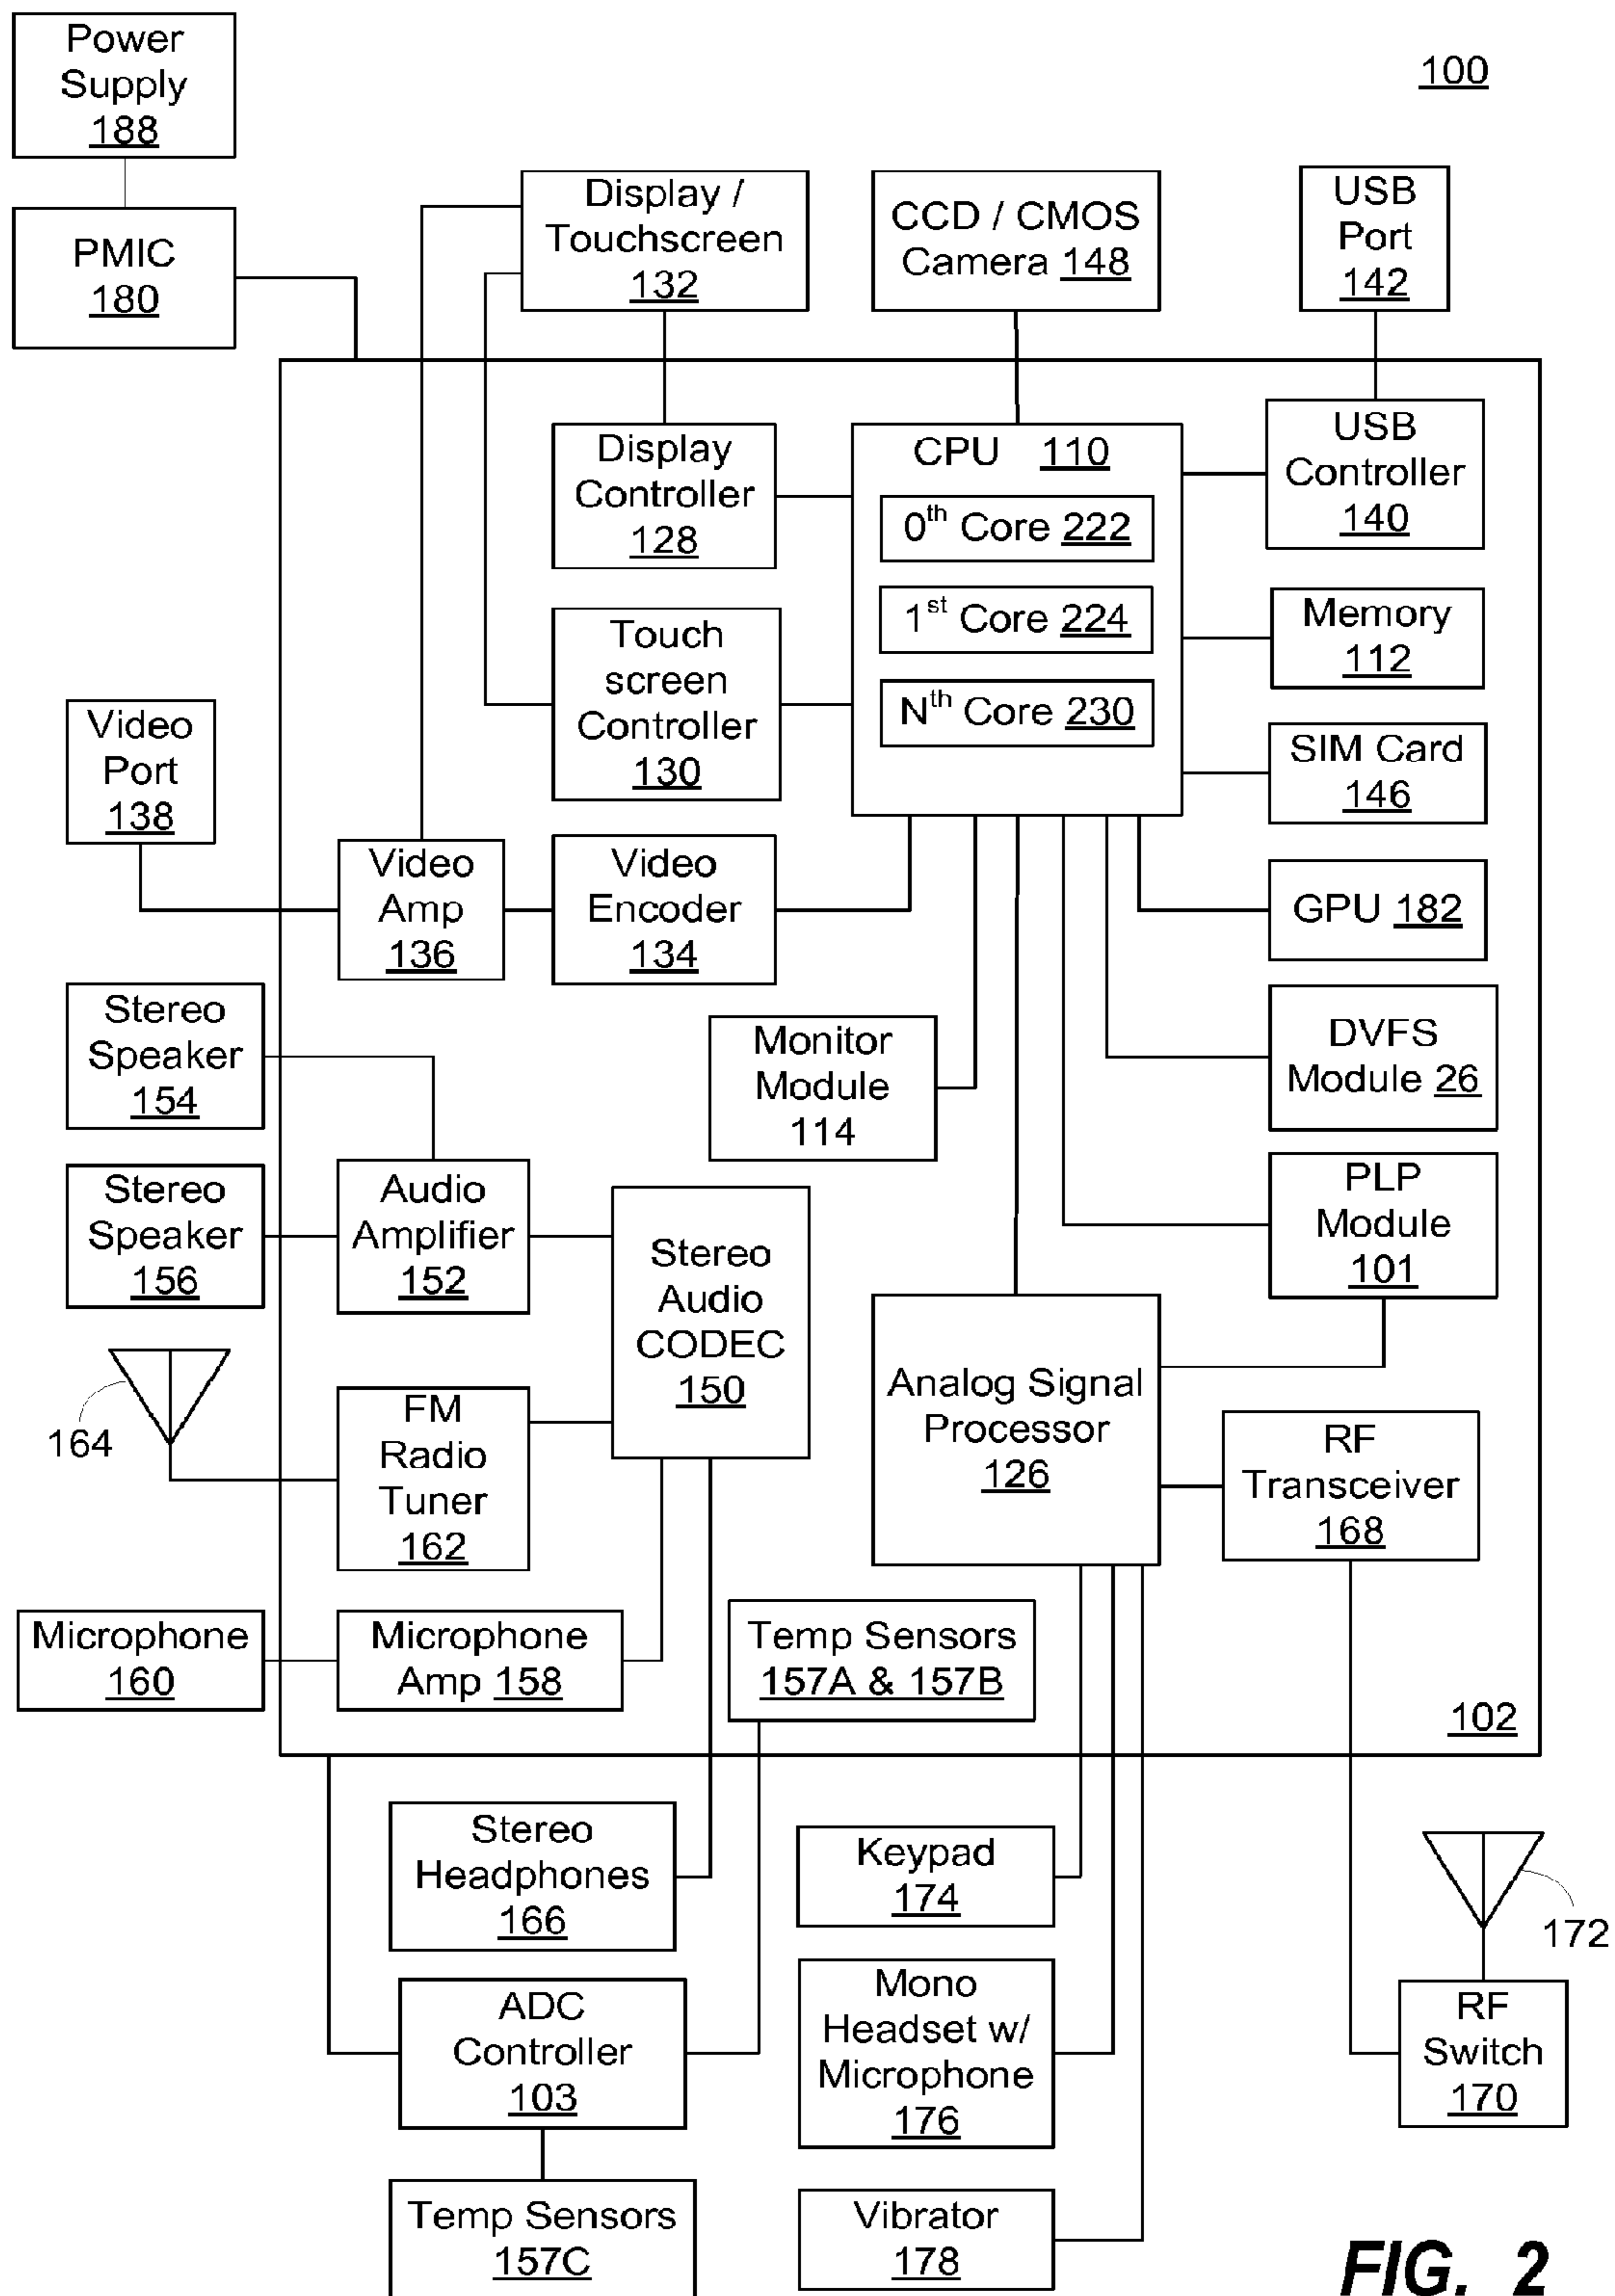 Power
Supply
188
100
PMIC
180
Display /
Touchscreen
132
CCD / CMOS
Camera 148
USB
Port
142
Display
Controller
128
CPU 110
0th Core 222
1st Core 224
Nth Core 230
USB
Controller
140
Touch
screen
Controller
130
Memory
112
SIM Card
146
Video
Port
138
Video
Amp
136
Video
Encoder
134
GPU 182
Stereo
Speaker
154
Monitor
Module
114
DVFS
Module 26
Stereo
Speaker
156
Audio
Amplifier
152
Stereo
Audio
CODEC
150
PLP
Module
101
164
FM
Radio
Tuner
162
Analog Signal
Processor
126
RF
Transceiver
168
Microphone
160
Microphone
Amp 158
Temp Sensors
157A & 157B
102
Stereo
Headphones
166
Keypad
174
172
ADC
Controller
103
Mono
Headset w/
Microphone
176
RF
Switch
170
Temp Sensors
157C
Vibrator
178
FIG. 2